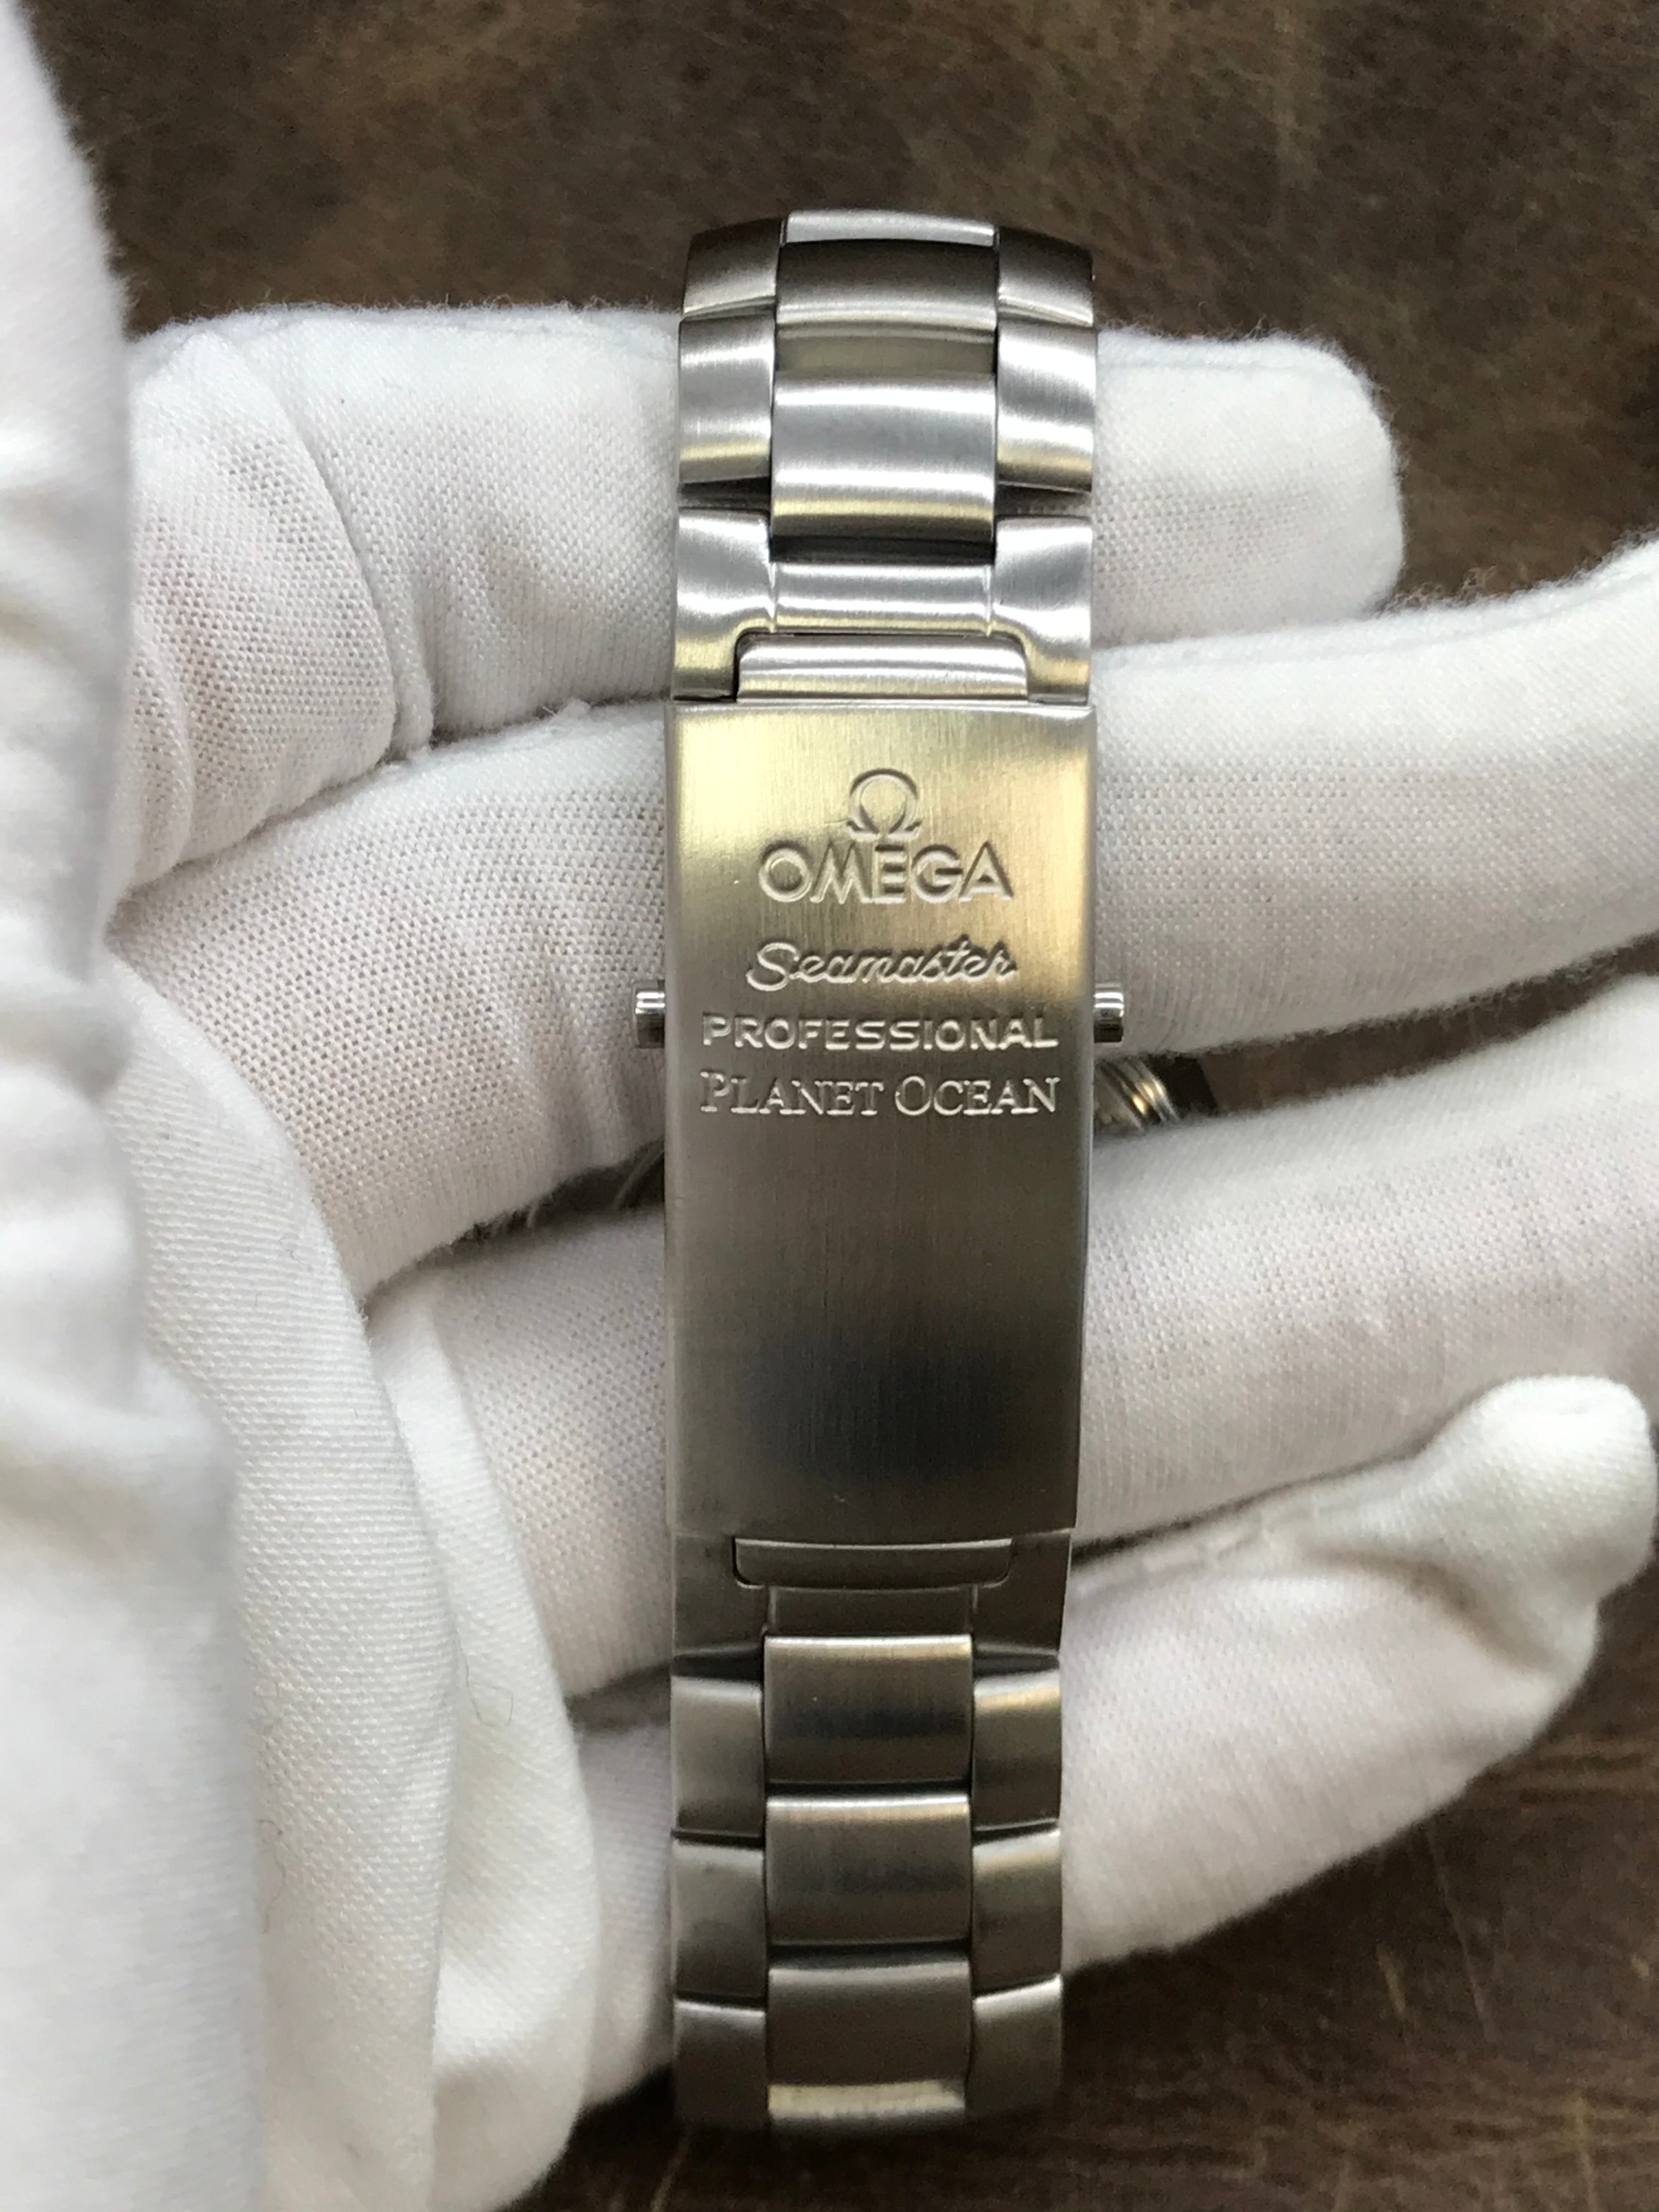 Ω
OMEGA
Seamaster
PROFESSIONAL
PLANET OCEAN